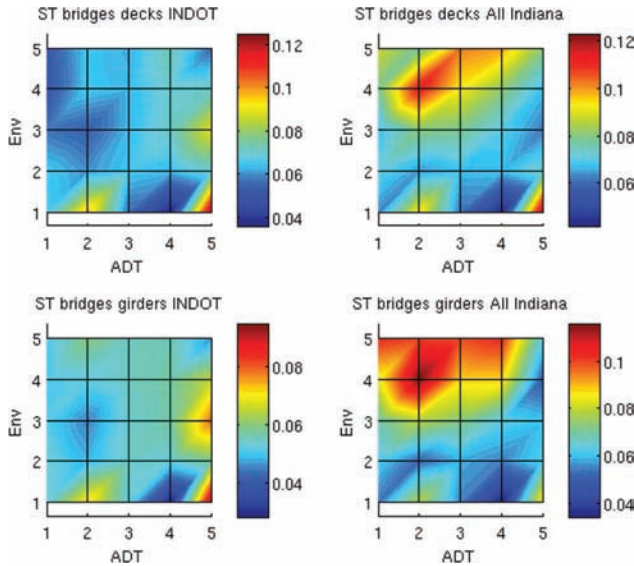 ST bridges decks INDOT
ST bridges decks All Indiana
5
4
3
2
1
Env
1 2 3 4 5
ADT
0.12
0.1
0.08
0.06
0.04
5
4
3
2
1
Env
1 2 3 4 5
ADT
0.12
0.1
0.08
0.06
ST bridges girders INDOT
ST bridges girders All Indiana
5
4
3
2
1
Env
1 2 3 4 5
ADT
0.08
0.06
0.04
5
4
3
2
1
Env
1 2 3 4 5
ADT
0.1
0.08
0.06
0.04